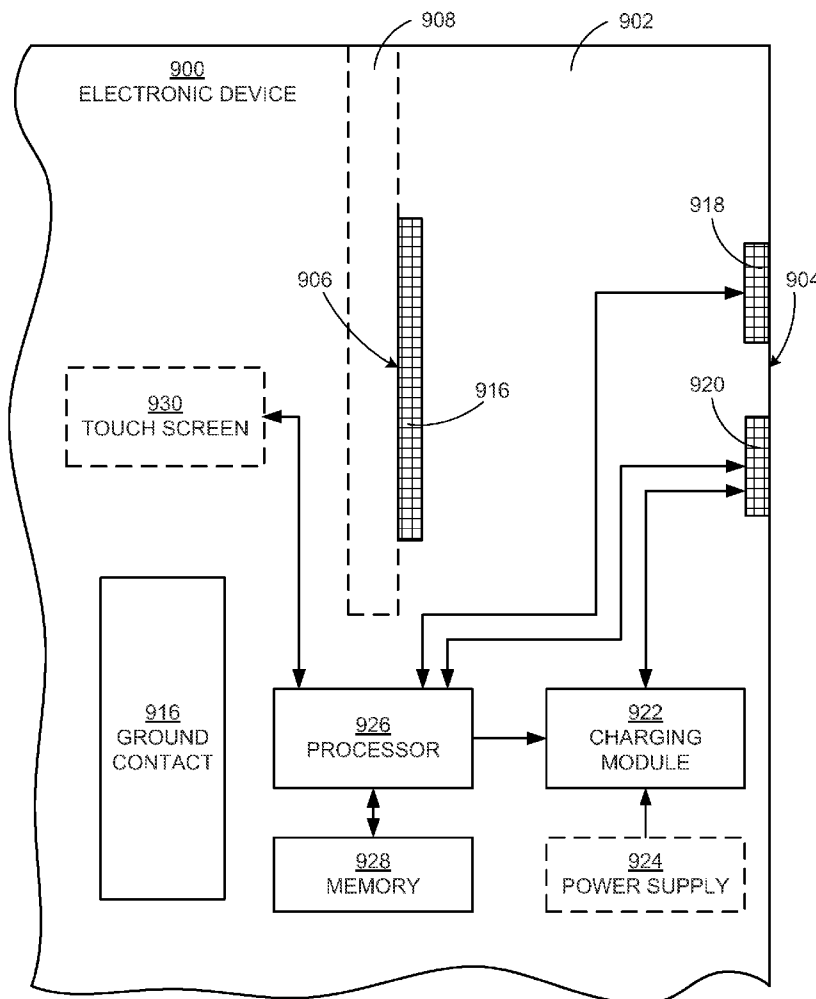 908
902
900
ELECTRONIC DEVICE
918
904
906
916
920
930
TOUCH SCREEN
916
GROUND
CONTACT
926
PROCESSOR
922
CHARGING
MODULE
928
MEMORY
924
POWER SUPPLY